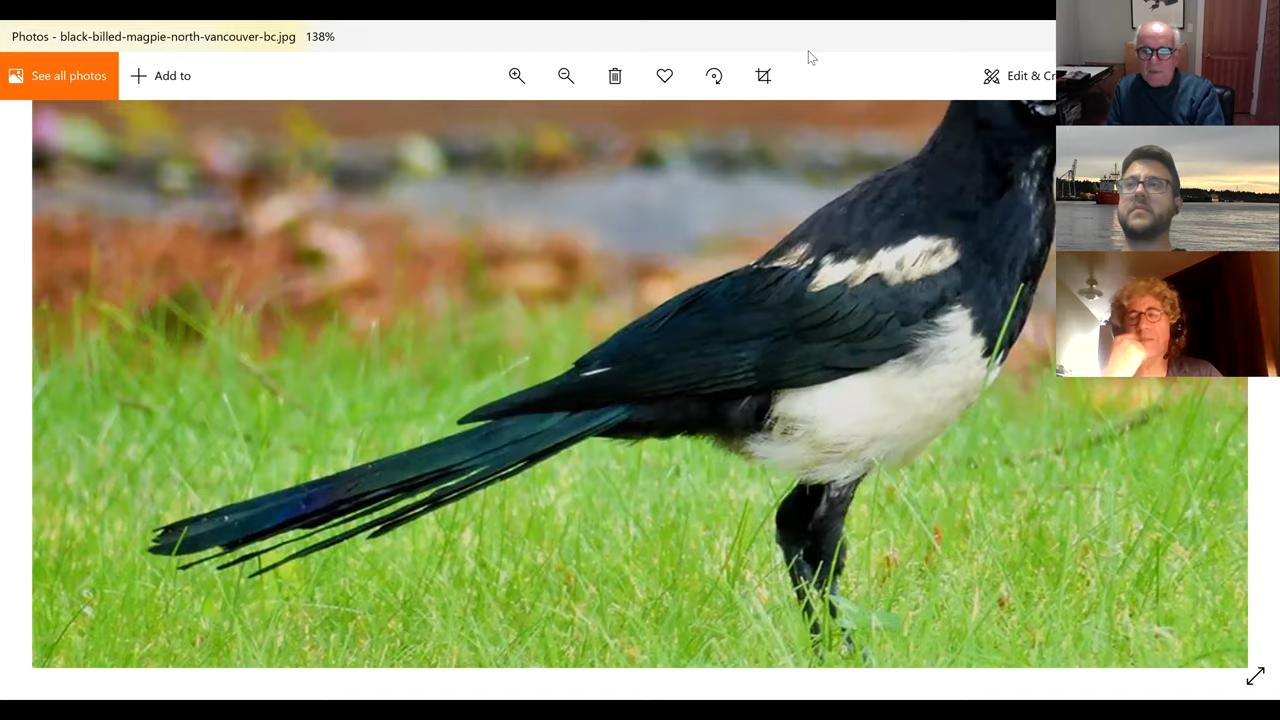 Photos - black-billed-magpie-north-vancouver-bc.jpg 138%
See all photos
Add to
Edit & Cr